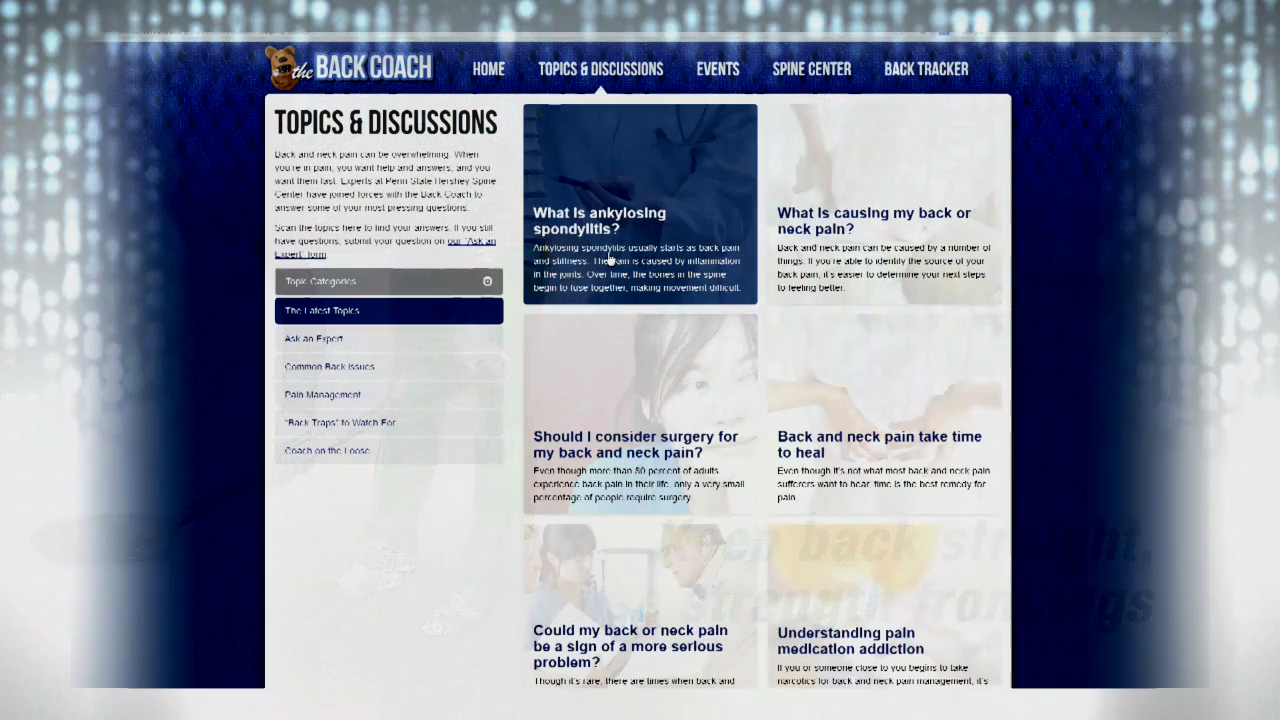 the BACK COACH
HOME
TOPICS & DISCUSSIONS
EVENTS
SPINE CENTER
BACK TRACKER
TOPICS & DISCUSSIONS
Back and neck pain can be overwhelming. When
you're in pain, you want help and answers, and you
want them fast. Experts at Penn State Hershey Spine
Center have joined forces with the Back Coach to
answer some of your most pressing questions.
Scan the topics here to find your answers. If you still
have questions, submit your question on our "Ask an
Expert" form.
Topic Categories
The Latest Topics
Ask an Expert
Common Back Issues
Pain Management
"Back Traps" to Watch For
Coach on the Loose
What is ankylosing
spondylitis?
Ankylosing spondylitis usually starts as back pain
and stiffness. The pain is caused by inflammation
in the joints. Over time, the bones in the spine
begin to fuse together, making movement difficult.
What is causing my back or
neck pain?
Back and neck pain can be caused by a number of
things. If you're able to identify the source of your
back pain, it's easier to determine your next steps
to feeling better.
Should I consider surgery for
my back and neck pain?
Even though more than 80 percent of adults
experience back pain in their life, only a very small
percentage of people require surgery.
Back and neck pain take time
to heal
Even though it's not what most back and neck pain
sufferers want to hear, time is the best remedy for
pain.
Could my back or neck pain
be a sign of a more serious
problem?
Though it's rare, there are times when back and
Understanding pain
medication addiction
If you or someone close to you begins to take
narcotics for back and neck pain management, it's
back straight,
strength from legs